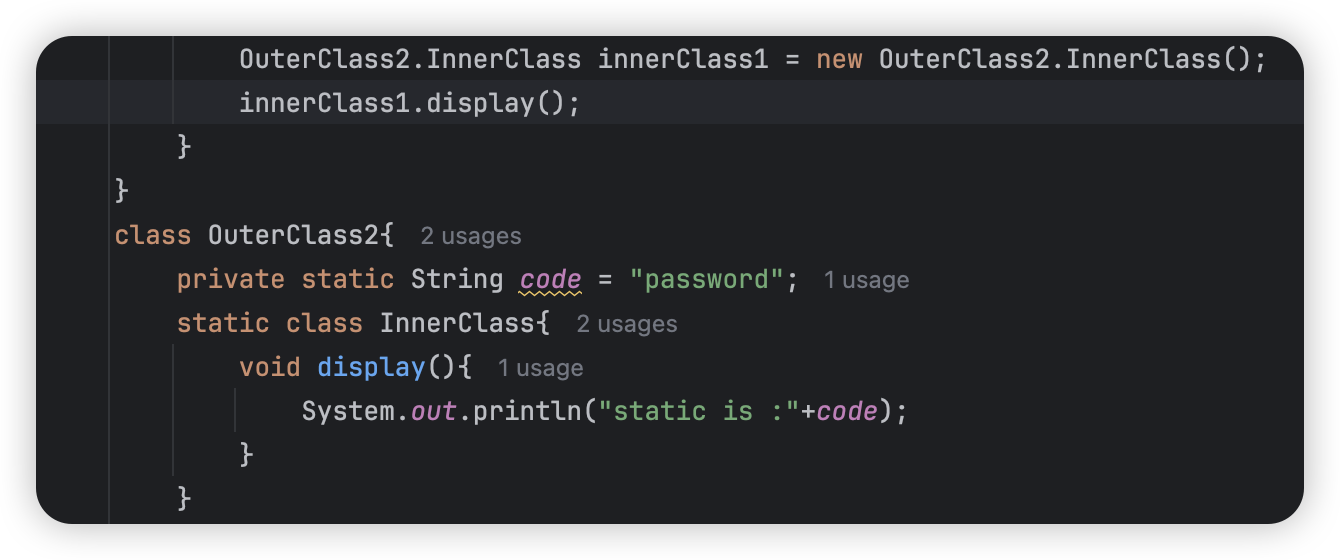 OuterClass2.InnerClass innerClass1 = new OuterClass2.InnerClass();
innerClass1.display();
}
}
class OuterClass2{ 2 usages
private static String code = "password"; 1 usage
static class InnerClass{ 2 usages
void display(){ 1 usage
System.out.println("static is :"+code);
}
}